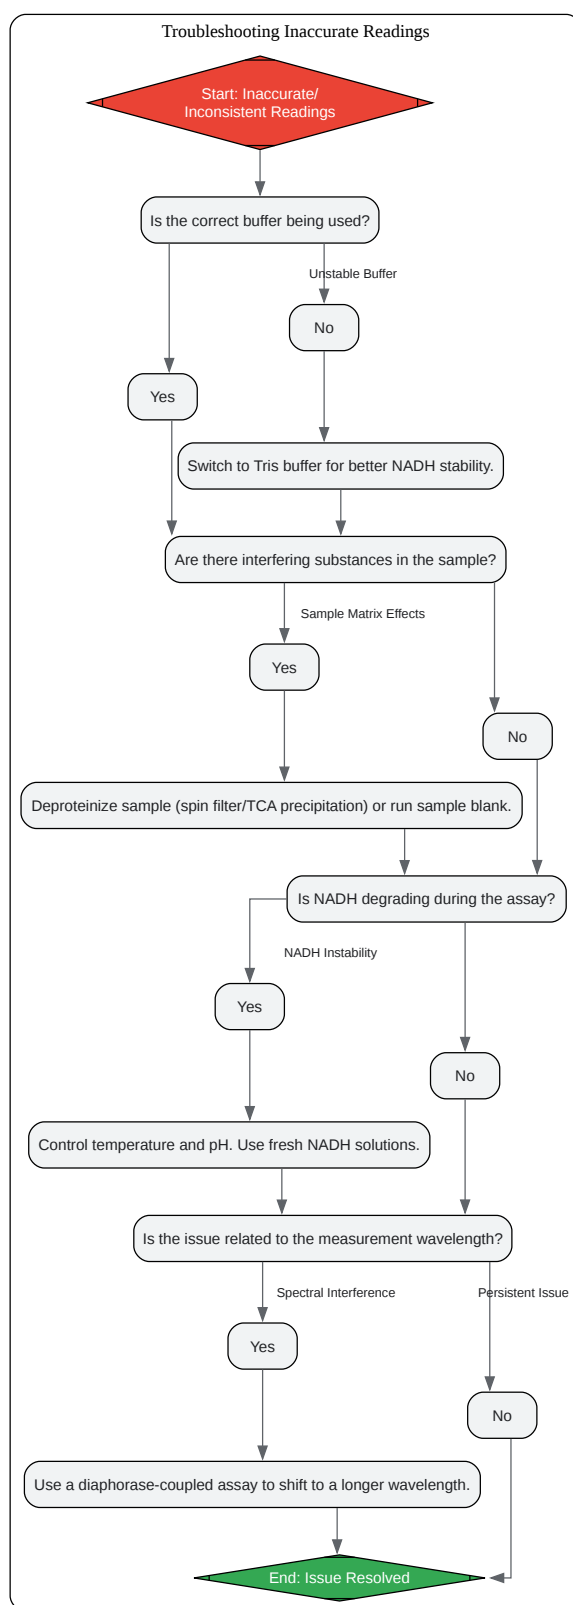 Troubleshooting Inaccurate Readings
Start: Inaccurate/
Inconsistent Readings
Is the correct buffer being used?
Unstable Buffer
No
Yes
Switch to Tris buffer for better NADH stability.
Are there interfering substances in the sample?
Sample Matrix Effects
Yes
No
Deproteinize sample (spin filter/TCA precipitation) or run sample blank.
Is NADH degrading during the assay?
NADH Instability
Yes
No
Control temperature and pH. Use fresh NADH solutions.
Is the issue related to the measurement wavelength?
Spectral Interference
Persistent Issue
Yes
No
Use a diaphorase-coupled assay to shift to a longer wavelength.
End: Issue Resolved